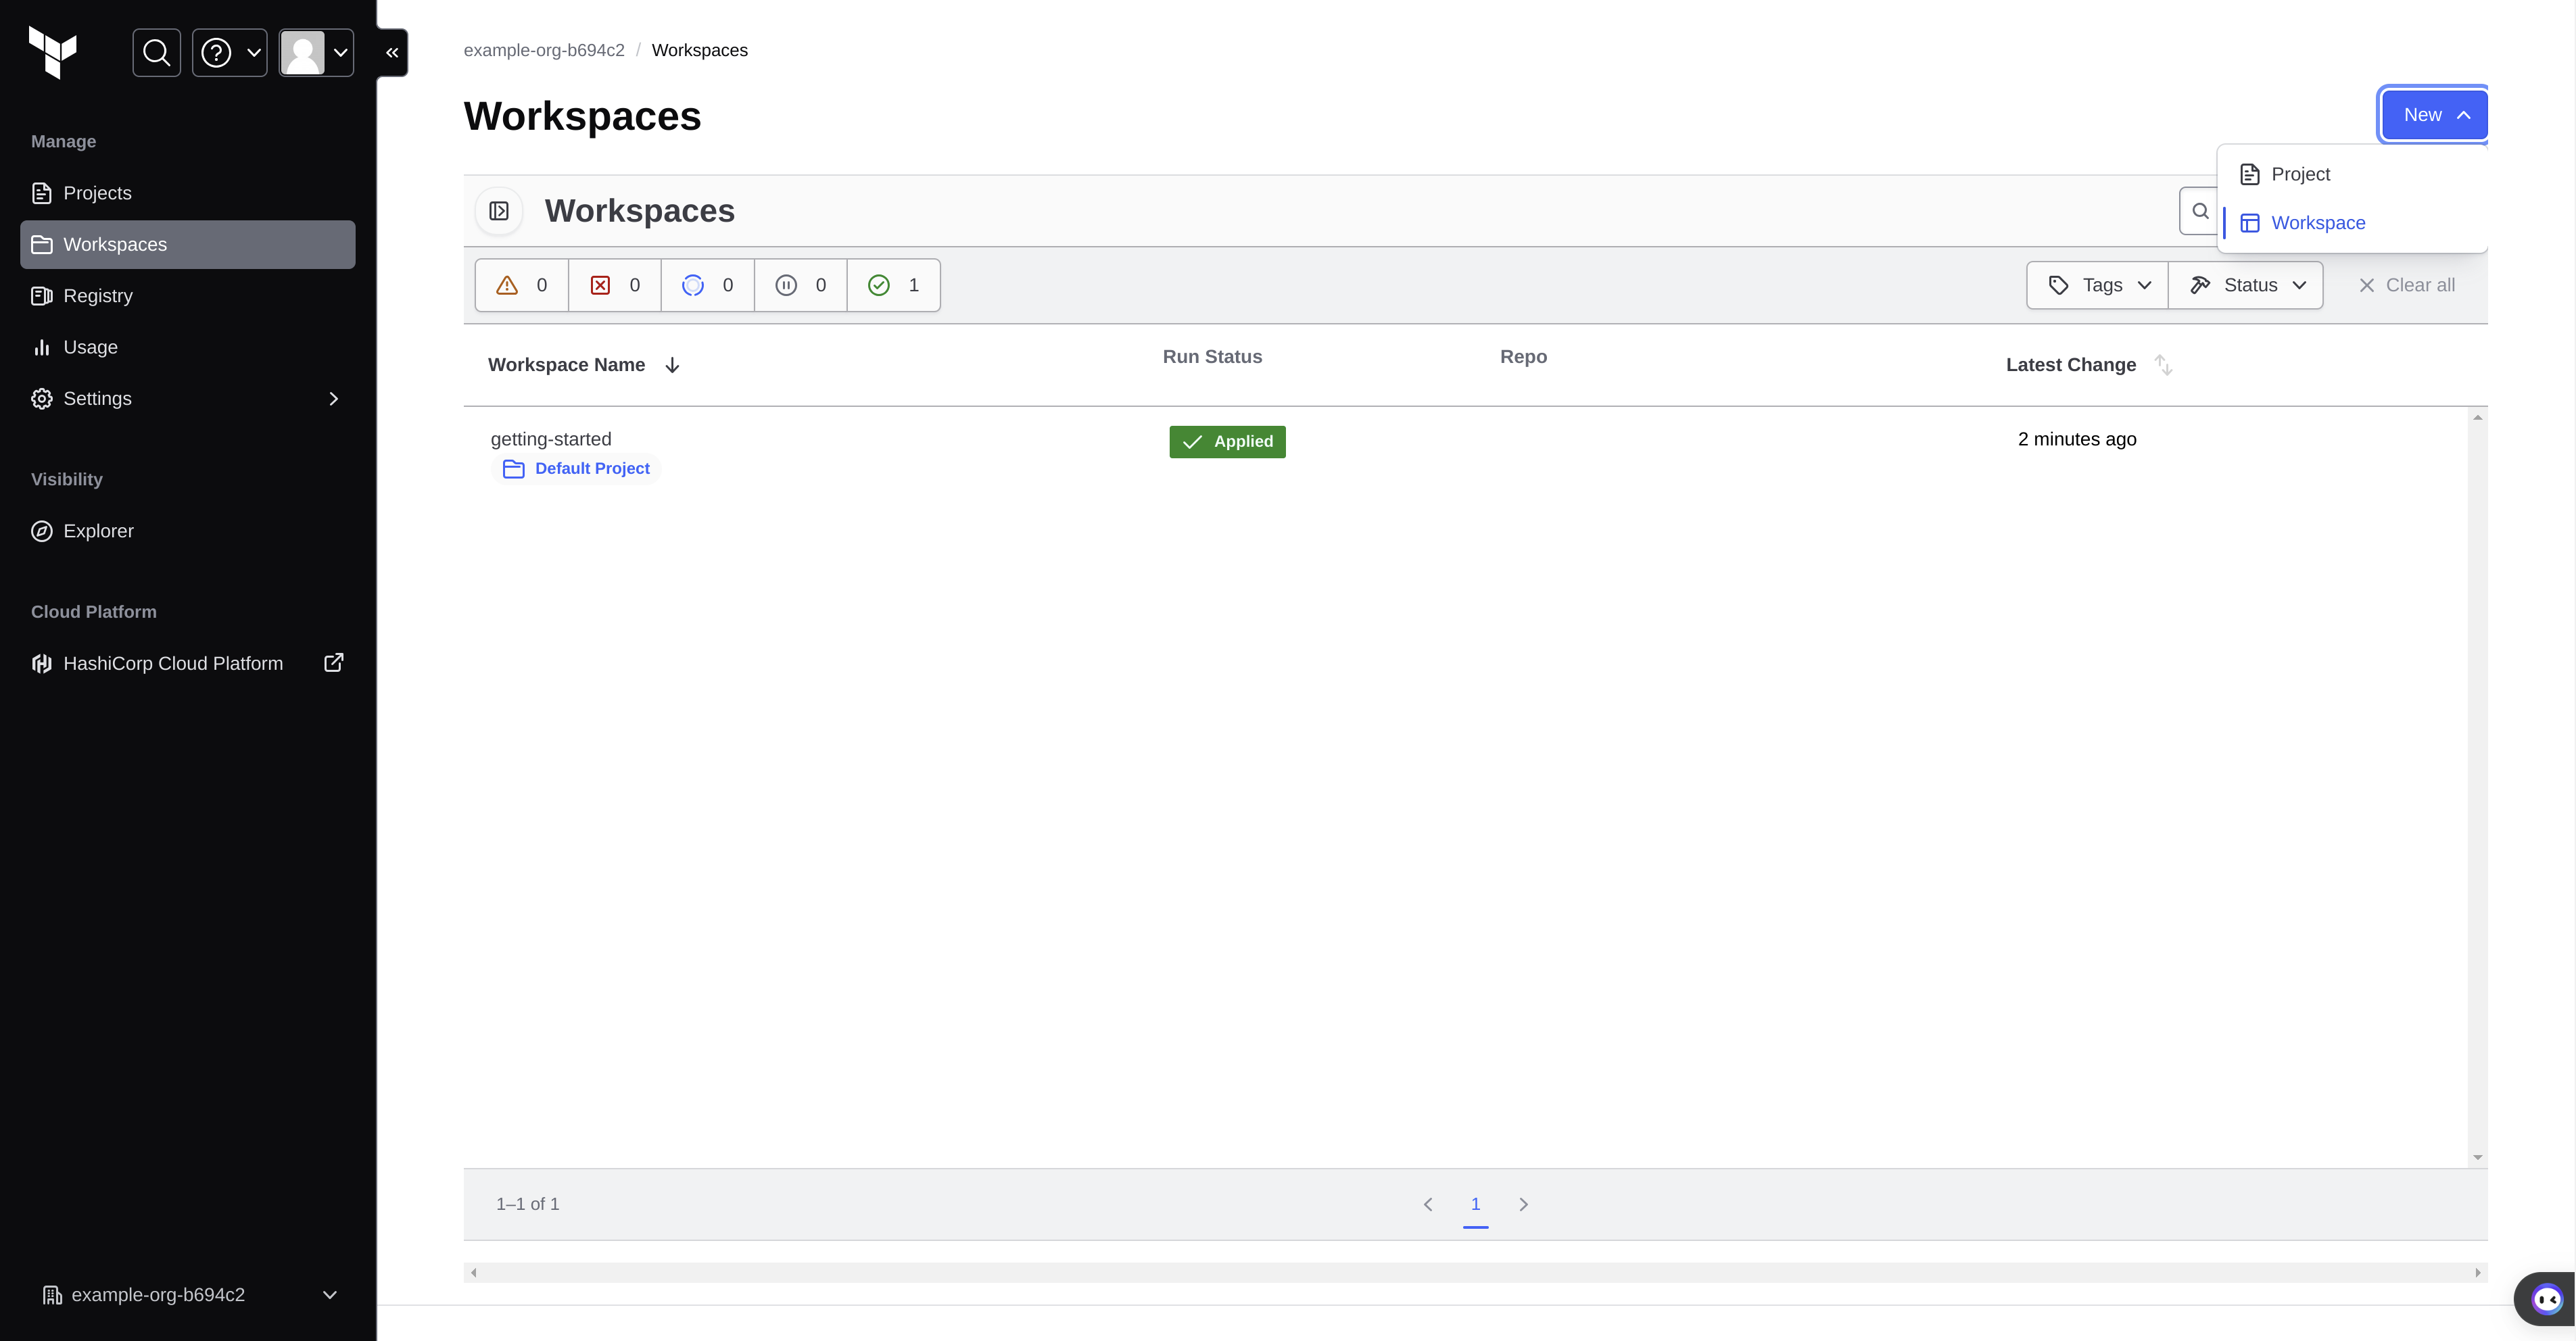 Manage
Projects
Workspaces
Registry
Usage
Settings
Visibility
Explorer
Cloud Platform
HashiCorp Cloud Platform
example-org-b694c2
example-org-b694c2 / Workspaces
Workspaces
New
Project
Workspace
Workspaces
0 0 0 0 1
Tags Status Clear all
Workspace Name Run Status Repo Latest Change
getting-started Applied 2 minutes ago
Default Project
1–1 of 1 1